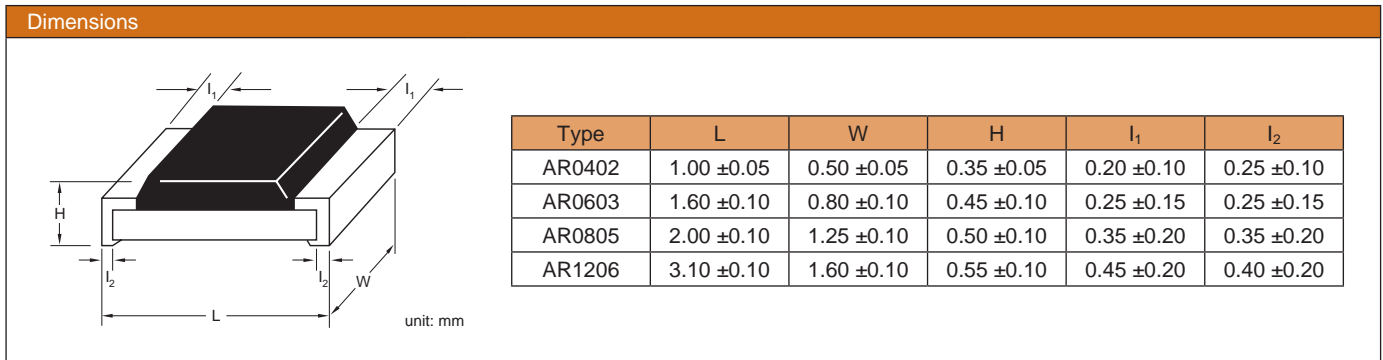 Dimensions
l₁ l₁
H
l₂ l₂
W
L
unit: mm
Type L W H l₁ l₂
AR0402 1.00 ±0.05 0.50 ±0.05 0.35 ±0.05 0.20 ±0.10 0.25 ±0.10
AR0603 1.60 ±0.10 0.80 ±0.10 0.45 ±0.10 0.25 ±0.15 0.25 ±0.15
AR0805 2.00 ±0.10 1.25 ±0.10 0.50 ±0.10 0.35 ±0.20 0.35 ±0.20
AR1206 3.10 ±0.10 1.60 ±0.10 0.55 ±0.10 0.45 ±0.20 0.40 ±0.20